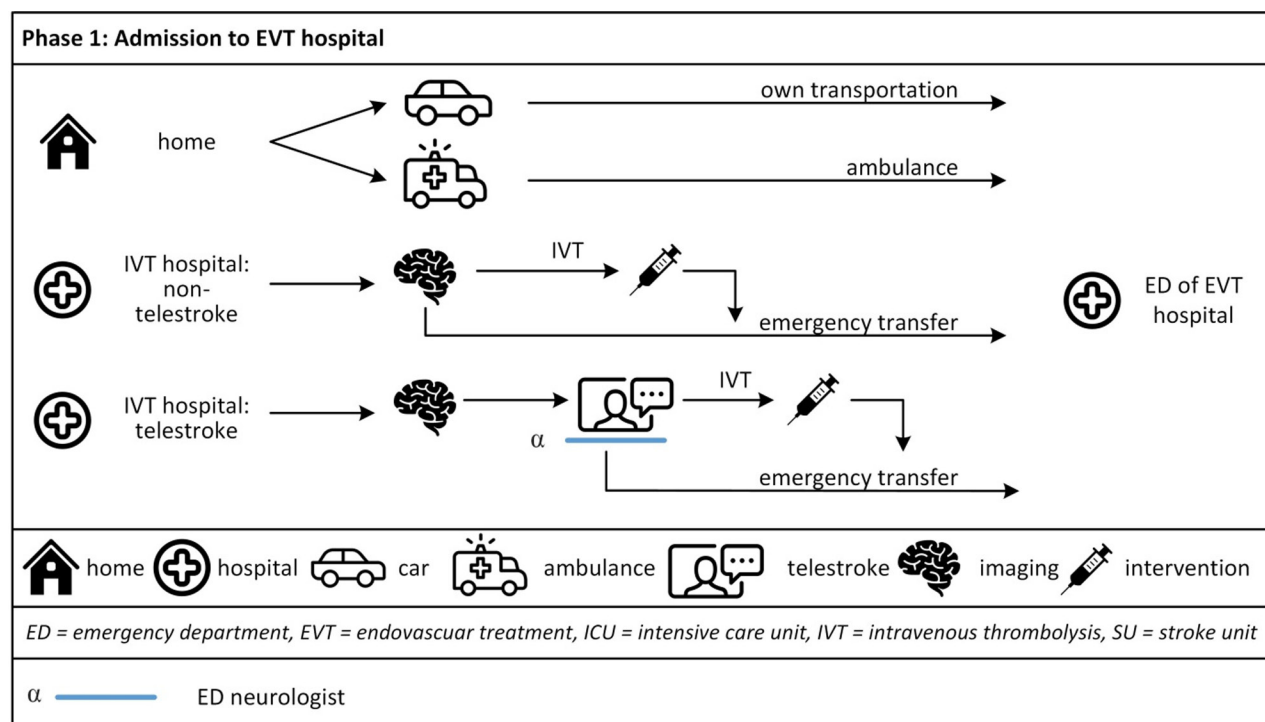 Phase 1: Admission to EVT hospital
own transportation
home
ambulance
IVT hospital:
non-
telestroke
IVT
emergency transfer
ED of EVT
hospital
IVT hospital:
telestroke
IVT
α
emergency transfer
home hospital car ambulance telestroke imaging intervention
ED = emergency department, EVT = endovascuar treatment, ICU = intensive care unit, IVT = intravenous thrombolysis, SU = stroke unit
α ED neurologist